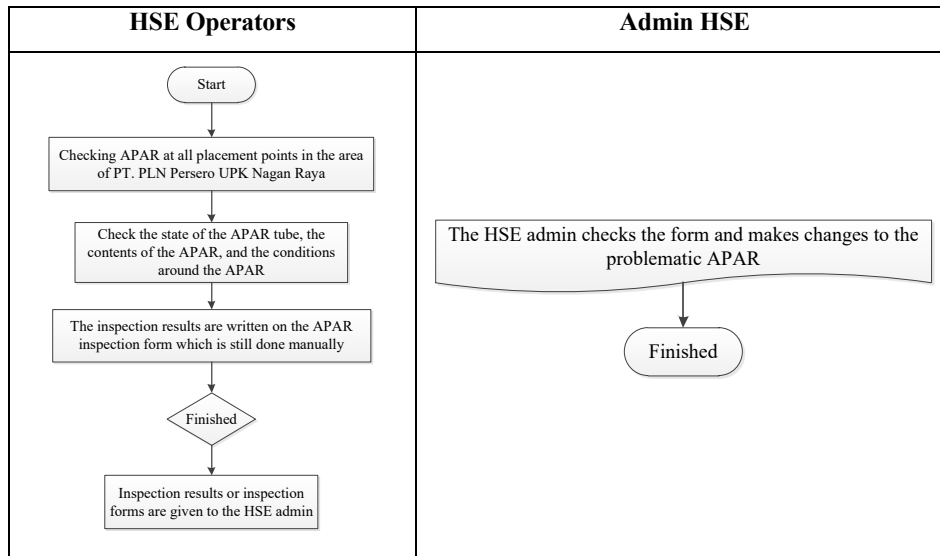 HSE Operators
Admin HSE
Start
Checking APAR at all placement points in the area
of PT. PLN Persero UPK Nagan Raya
Check the state of the APAR tube, the
contents of the APAR, and the conditions
around the APAR
The inspection results are written on the APAR
inspection form which is still done manually
Finished
Inspection results or inspection
forms are given to the HSE admin
The HSE admin checks the form and makes changes to the
problematic APAR
Finished